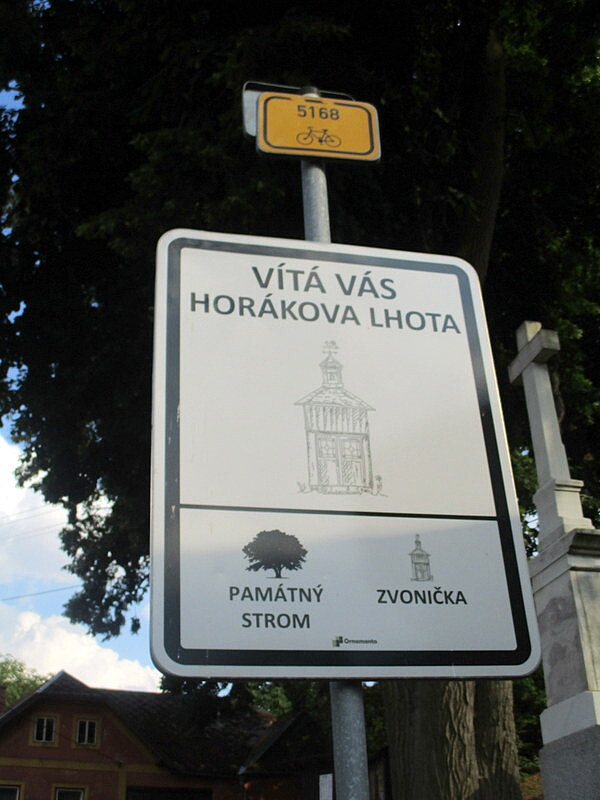 5168
VÍTÁ VÁS
HORÁKOVA LHOTA
PAMÁTNÝ
STROM
ZVONIČKA
Ornamenta